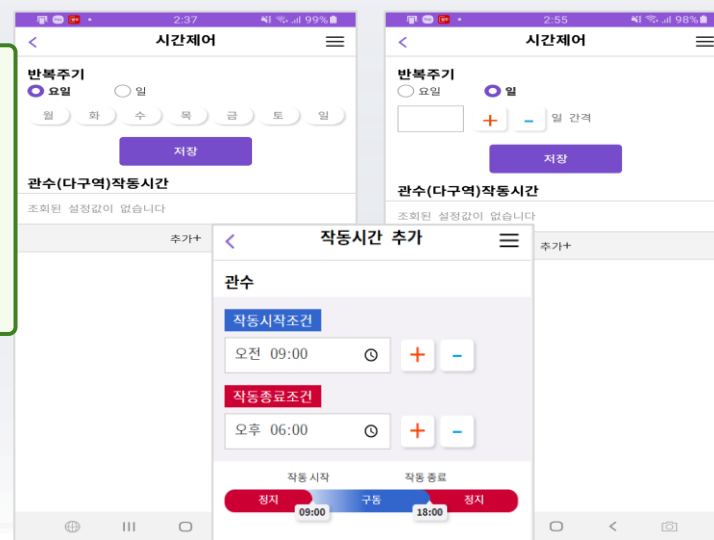 2:37
99%
시간제어
반복주기
요일
일
월
화
수
목
금
토
일
저장
관수(다구역)작동시간
조회된 설정값이 없습니다
추가+
2:55
98%
시간제어
반복주기
요일
일
+
-
일 간격
저장
관수(다구역)작동시간
조회된 설정값이 없습니다
추가+
작동시간 추가
관수
작동시작조건
오전 09:00
+
-
작동종료조건
오후 06:00
+
-
작동 시작
작동 종료
정지
구동
정지
09:00
18:00